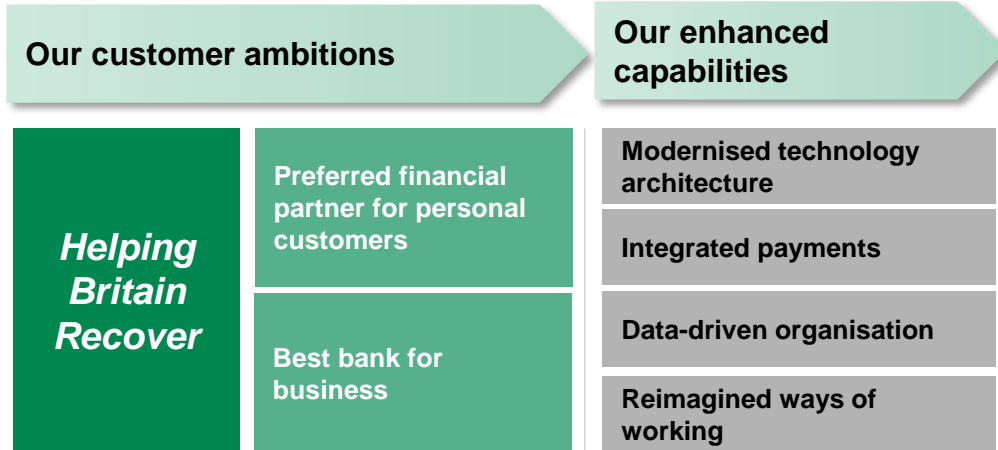 Our customer ambitions
Our enhanced
capabilities
Helping
Britain
Recover
Preferred financial
partner for personal
customers
Best bank for
business
Modernised technology
architecture
Integrated payments
Data-driven organisation
Reimagined ways of
working